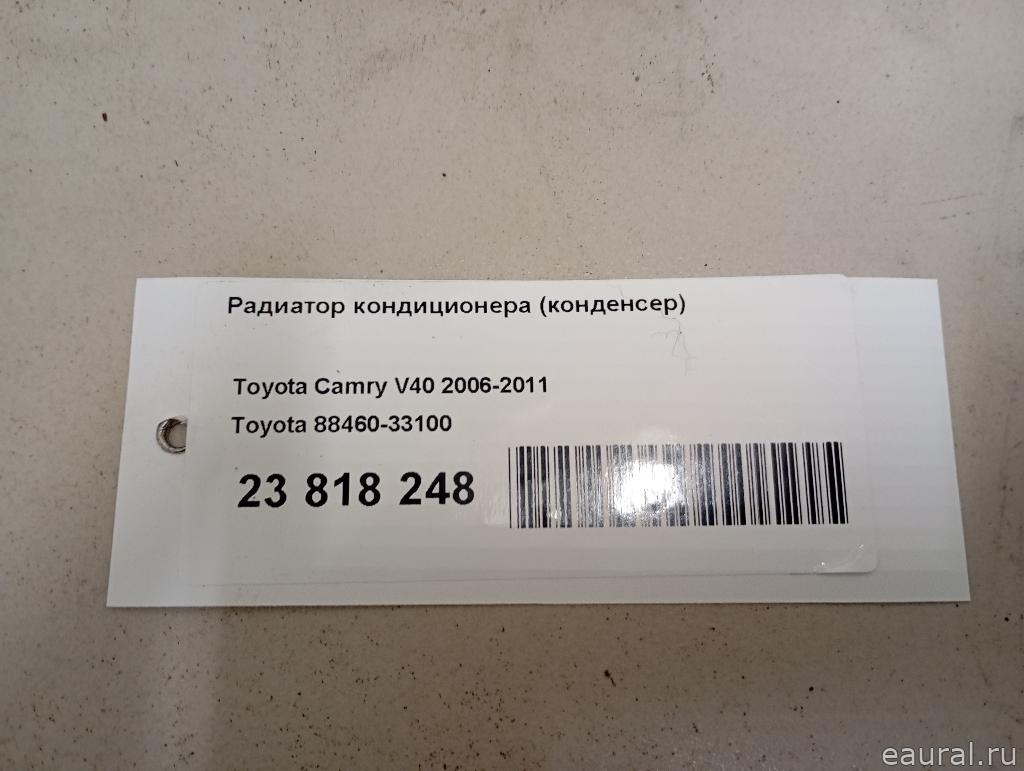 Радиатор кондиционера (конденсер)
Toyota Camry V40 2006-2011
Toyota 88460-33100
23 818 248
eaural.ru